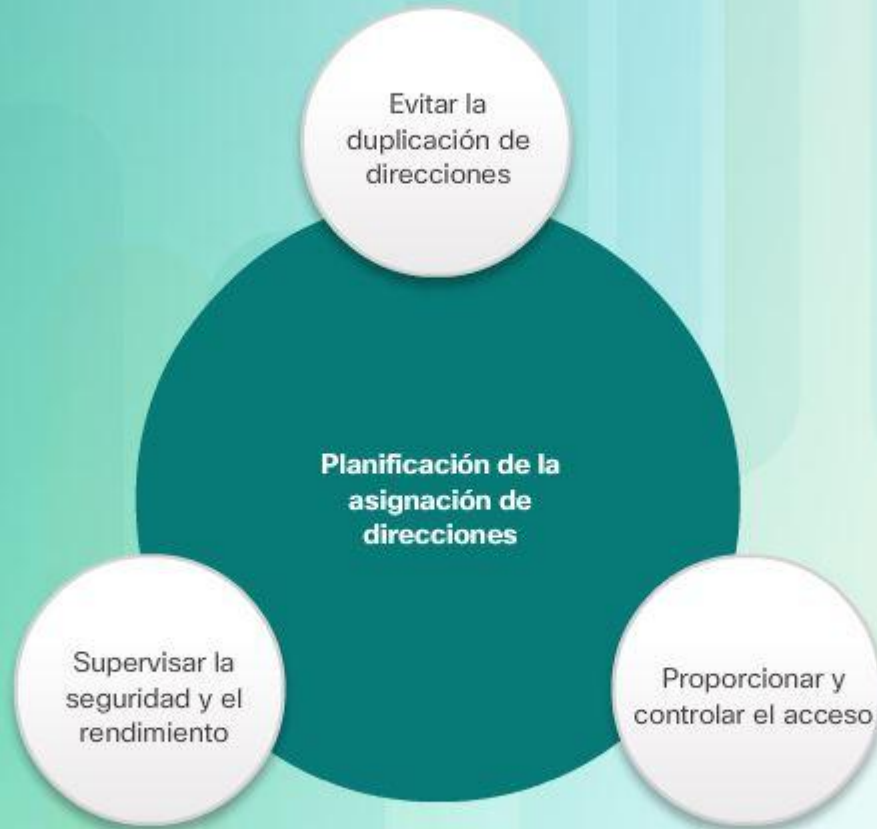 Evitar la
duplicación de
direcciones
Planificación de la
asignación de
direcciones
Supervisar la
seguridad y el
rendimiento
Proporcionar y
controlar el acceso